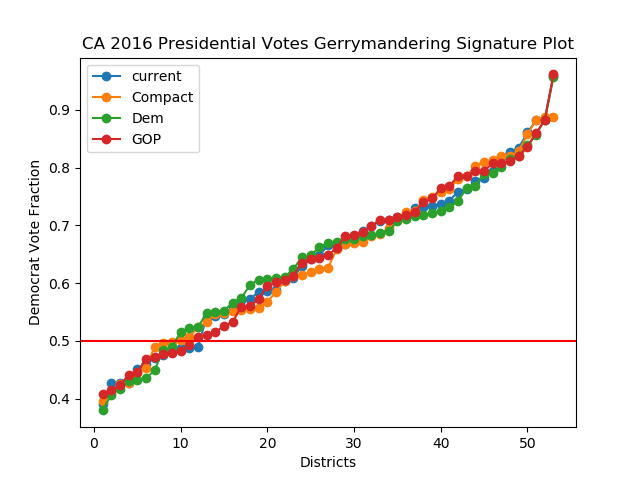 CA 2016 Presidential Votes Gerrymandering Signature Plot
current
Compact
Dem
GOP
0.9
0.8
0.7
0.6
0.5
0.4
Democrat Vote Fraction
0 10 20 30 40 50
Districts